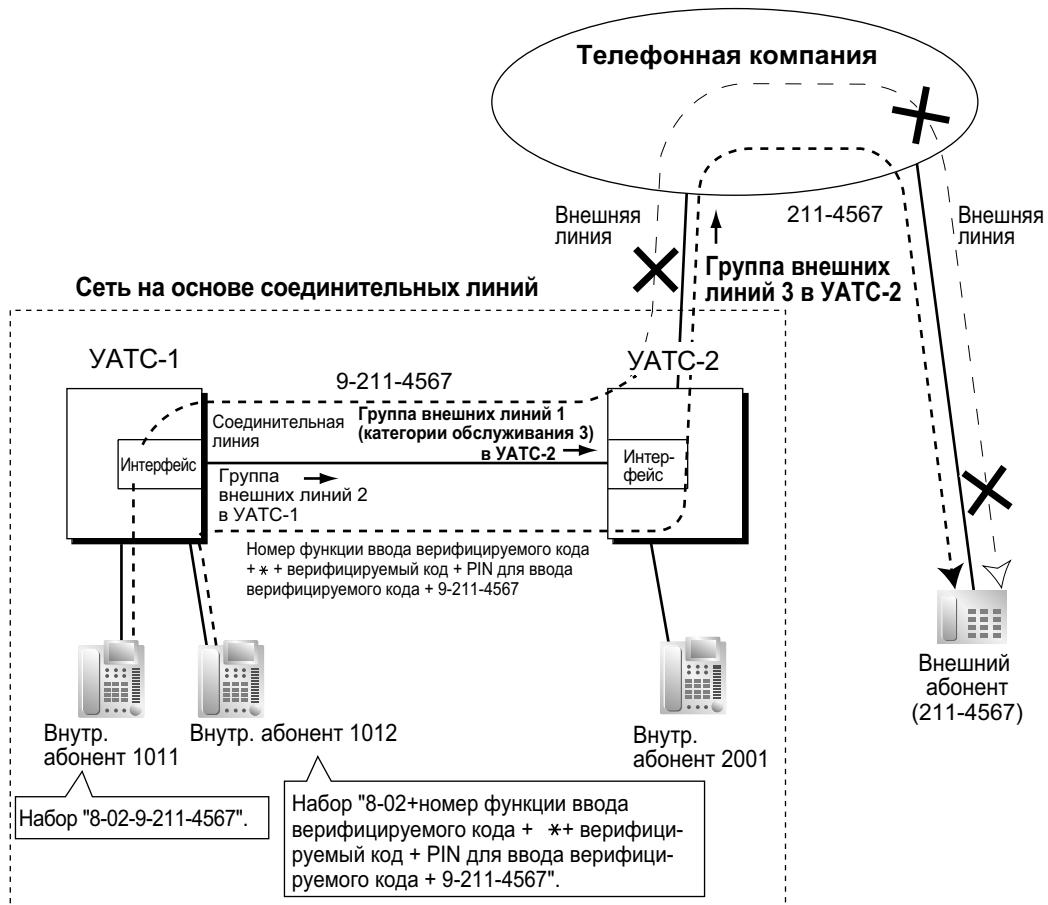 Телефонная компания
Внешняя
линия
211-4567
Внешняя
линия
Группа внешних
линий 3 в УАТС-2
Сеть на основе соединительных линий
УАТС-1
УАТС-2
9-211-4567
Соединительная
линия
Группа внешних линий 1
(категории обслуживания 3)
в УАТС-2
Интерфейс
Интер-
фейс
Группа
внешних линий 2
в УАТС-1
Номер функции ввода верифицируемого кода
+ * + верифицируемый код + PIN для ввода
верифицируемого кода + 9-211-4567
Внутр.
абонент 1011
Внутр. абонент 1012
Внутр.
абонент 2001
Внешний
абонент
(211-4567)
Набор "8-02-9-211-4567".
Набор "8-02+номер функции ввода
верифицируемого кода + *+ верифици-
руемый код + PIN для ввода верифици-
руемого кода + 9-211-4567".